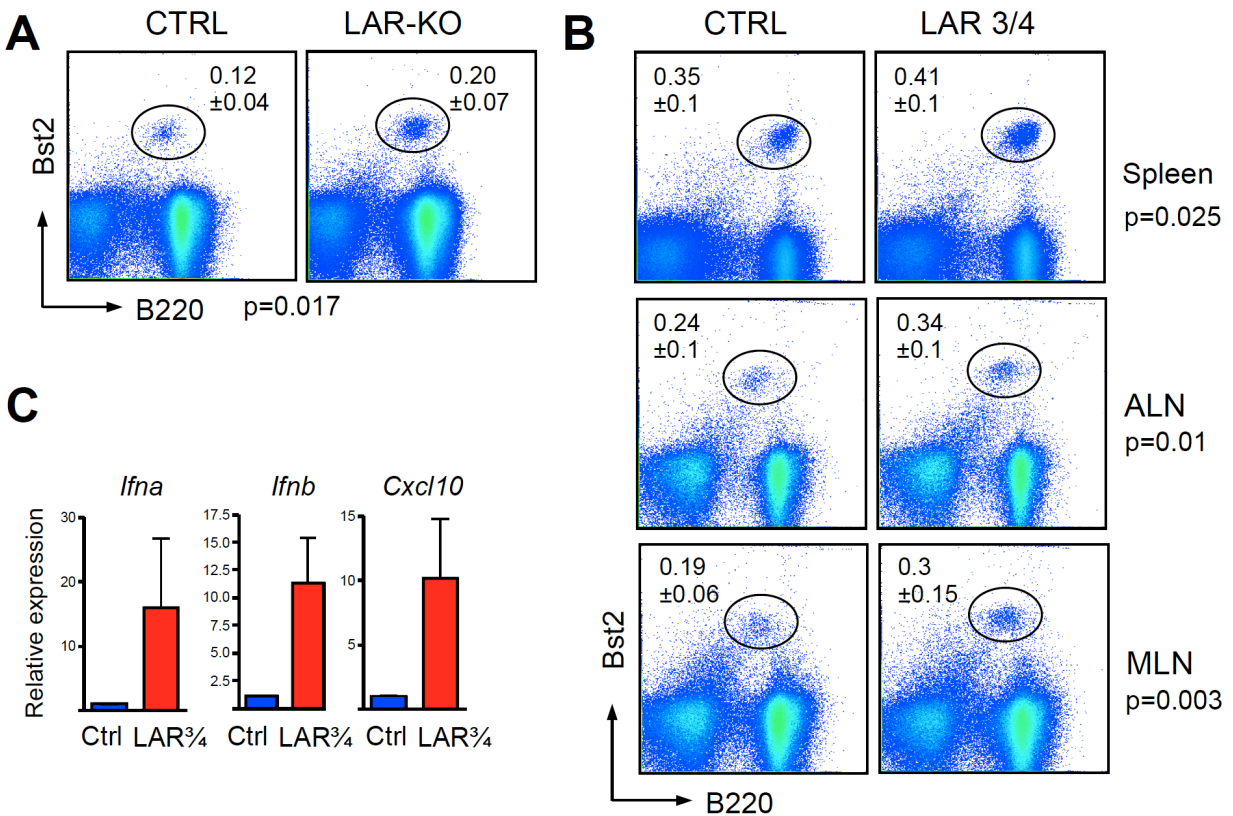 A
CTRL
LAR-KO
0.12
±0.04
0.20
±0.07
Bst2
B220
p=0.017
B
CTRL
LAR 3/4
0.35
±0.1
0.41
±0.1
Spleen
p=0.025
0.24
±0.1
0.34
±0.1
ALN
p=0.01
0.19
±0.06
0.3
±0.15
MLN
p=0.003
Bst2
B220
C
Ifna
Ifnb
Cxcl10
Relative expression
30
20
10
17.5
15.0
12.5
10.0
7.5
5.0
2.5
15
10
5
Ctrl LAR¾
Ctrl LAR¾
Ctrl LAR¾